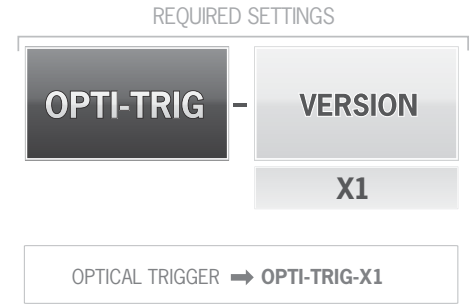 REQUIRED SETTINGS
OPTI-TRIG - VERSION
X1
OPTICAL TRIGGER ➡ OPTI-TRIG-X1